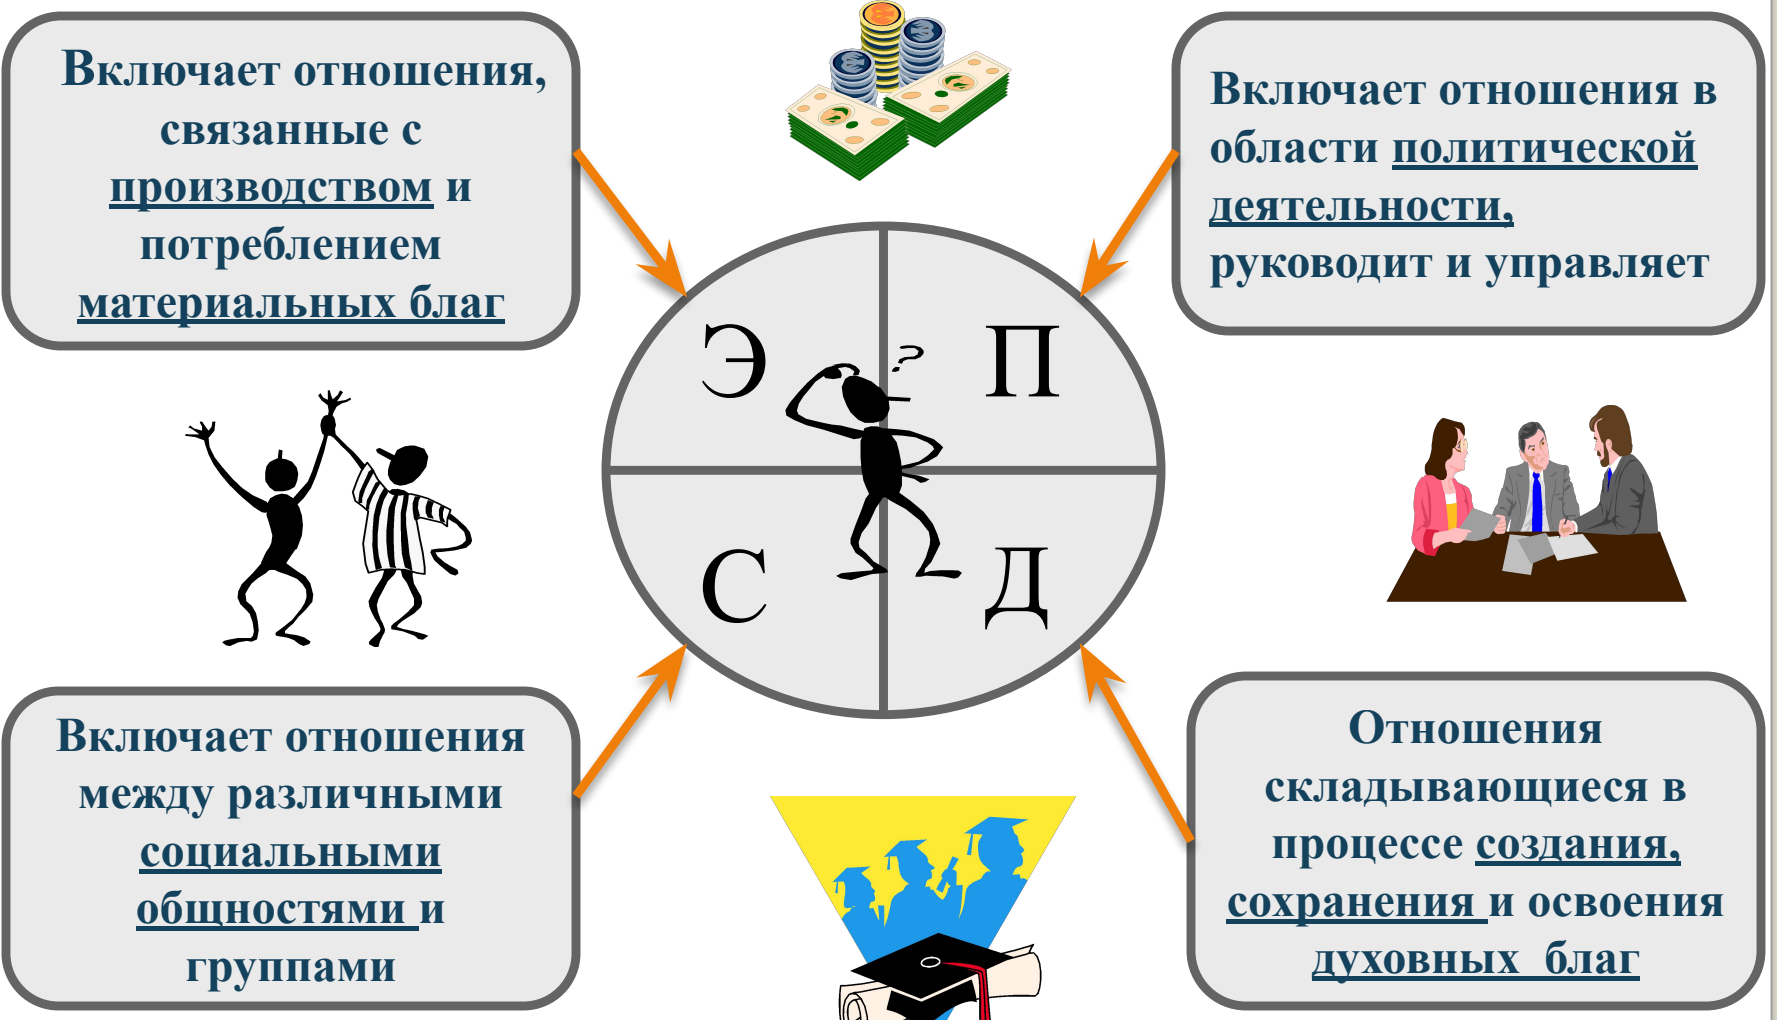 Включает отношения,
связанные с
производством и
потреблением
материальных благ
Включает отношения в
области политической
деятельности,
руководит и управляет
Э
?
П
С
Д
Включает отношения
между различными
социальными
общностями и
группами
Отношения
складывающиеся в
процессе создания,
сохранения и освоения
духовных благ